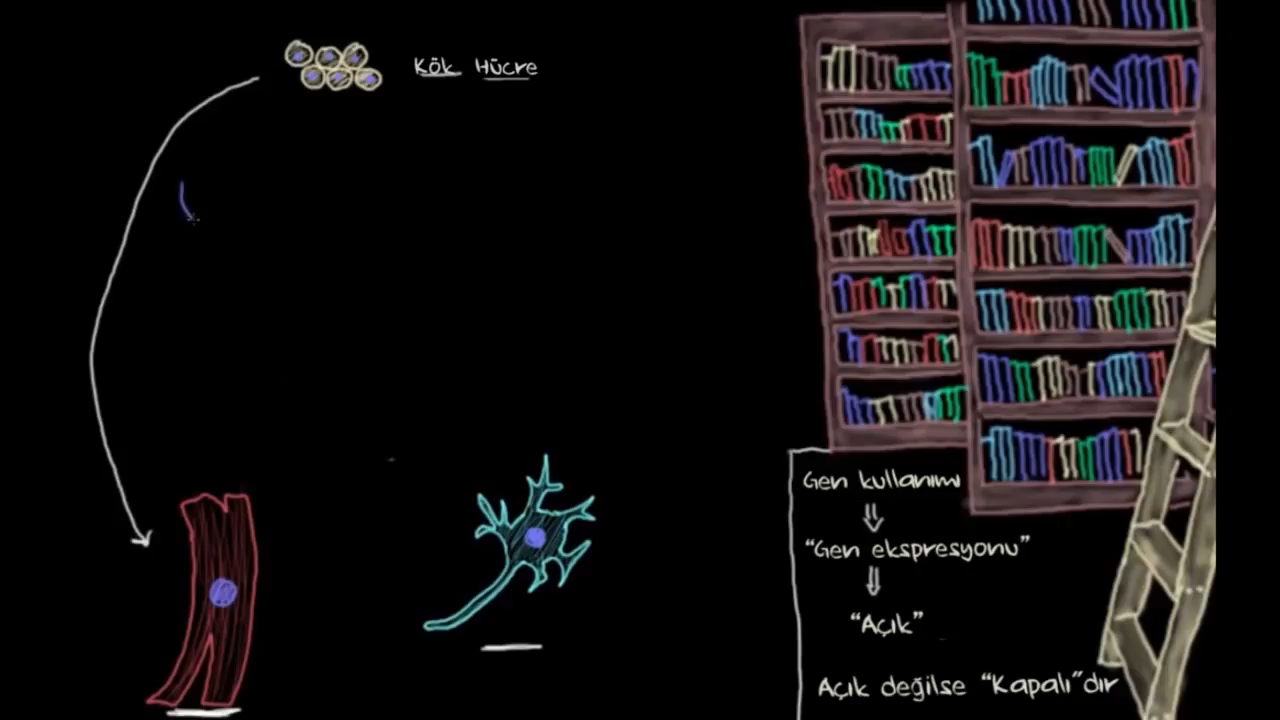 Kök Hücre
Gen kullanımı
"Gen ekspresyonu"
"Açık"
Açık değilse "Kapalı"dır